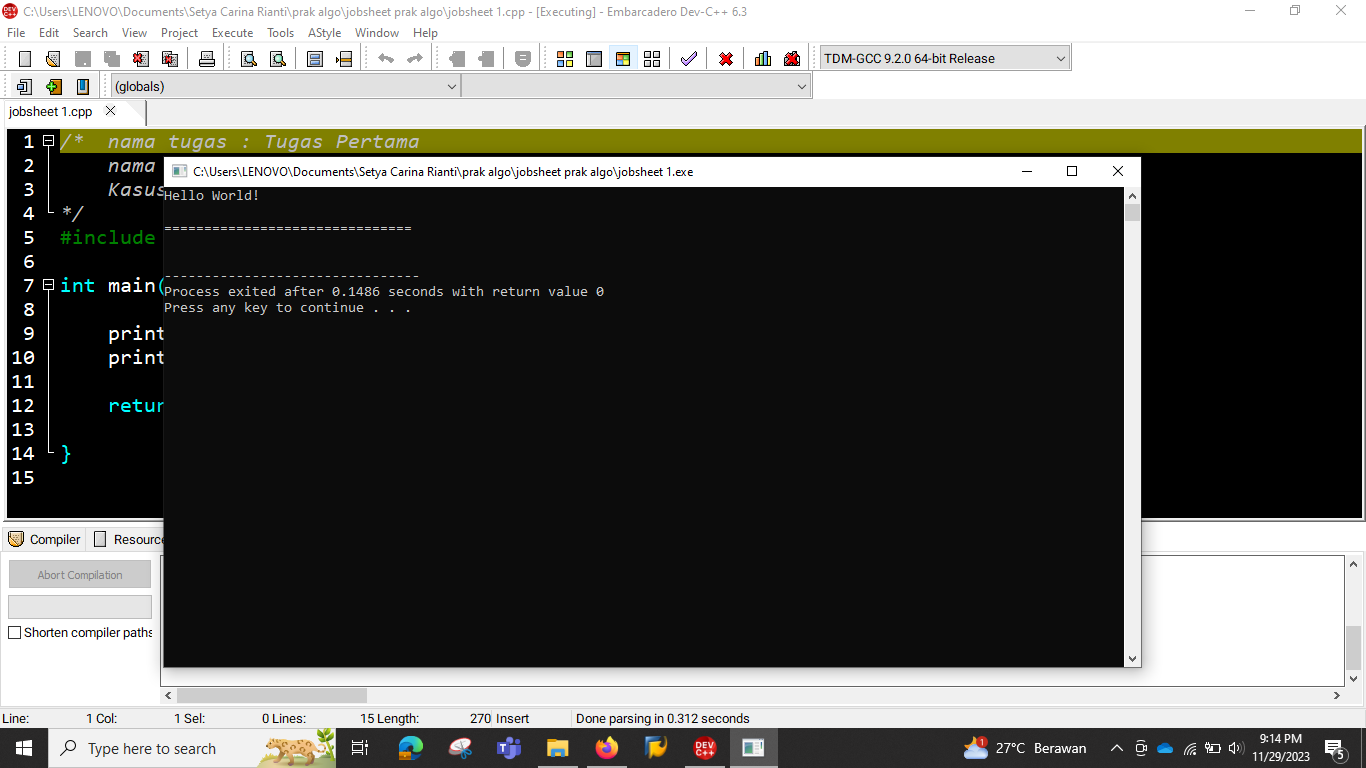 C:\Users\LENOVO\Documents\Setya Carina Rianti\prak algo\jobsheet prak algo\jobsheet 1.cpp - [Executing] - Embarcadero Dev-C++ 6.3
File Edit Search View Project Execute Tools AStyle Window Help
TDM-GCC 9.2.0 64-bit Release
(globals)
jobsheet 1.cpp
1 /* nama tugas : Tugas Pertama
2 nama
3 Kasus
4 */
5 #include
6
7 int main(
8
9 print
10 print
11
12 retur
13
14 }
15
C:\Users\LENOVO\Documents\Setya Carina Rianti\prak algo\jobsheet prak algo\jobsheet 1.exe
Hello World!
===============================
--------------------------------
Process exited after 0.1486 seconds with return value 0
Press any key to continue . . .
Compiler Resource
Abort Compilation
Shorten compiler paths
Line: 1 Col: 1 Sel: 0 Lines: 15 Length: 270 Insert Done parsing in 0.312 seconds
Type here to search
DEV C++
1
27°C Berawan
9:14 PM
11/29/2023
5